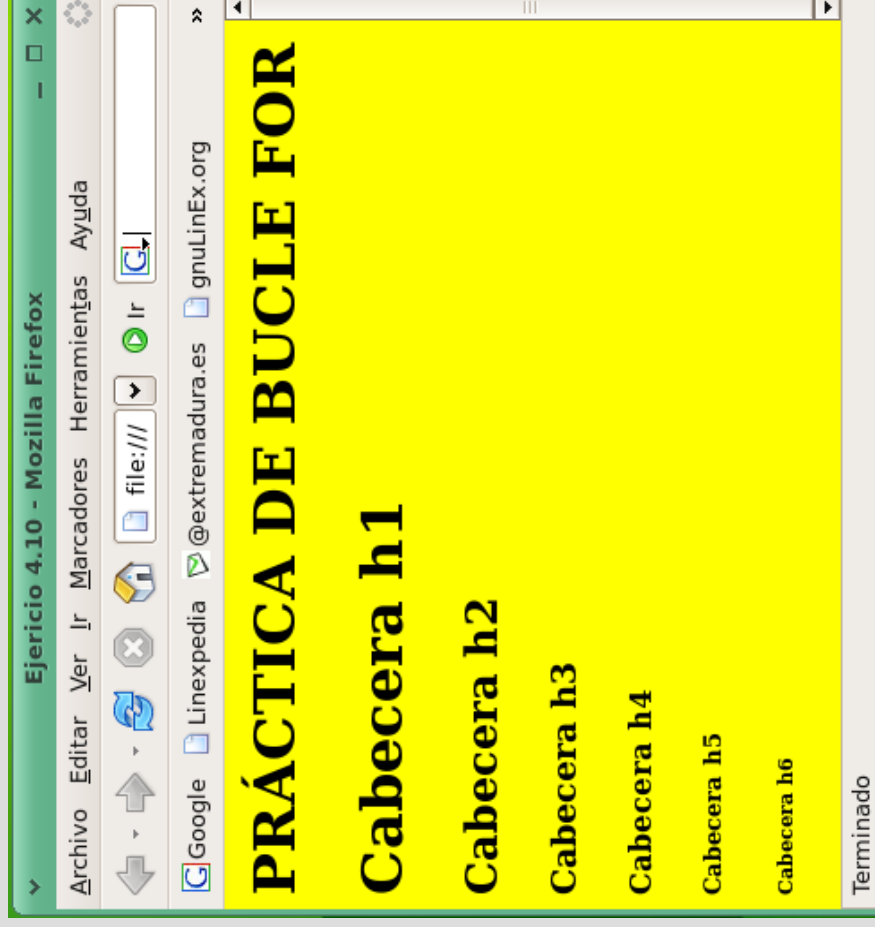 Ejericio 4.10 - Mozilla Firefox
Archivo Editar Ver Ir Marcadores Herramientas Ayuda
file:/// Ir G
Google Linexpedia @extremadura.es gnuLinEx.org »
PRÁCTICA DE BUCLE FOR
Cabecera h1
Cabecera h2
Cabecera h3
Cabecera h4
Cabecera h5
Cabecera h6
Terminado